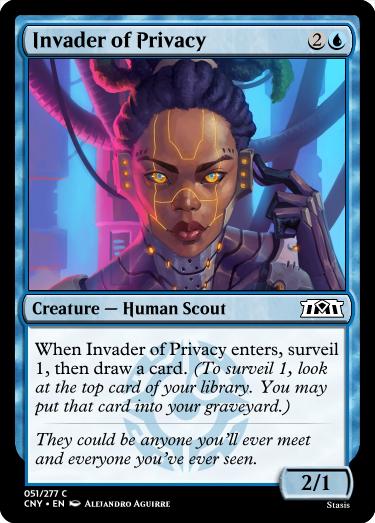 Invader of Privacy 2
Creature — Human Scout
When Invader of Privacy enters, surveil
1, then draw a card. (To surveil 1, look
at the top card of your library. You may
put that card into your graveyard.)
They could be anyone you'll ever meet
and everyone you've ever seen.
2/1
051/277 C
CNY • EN Alejandro Aguirre
Stasis